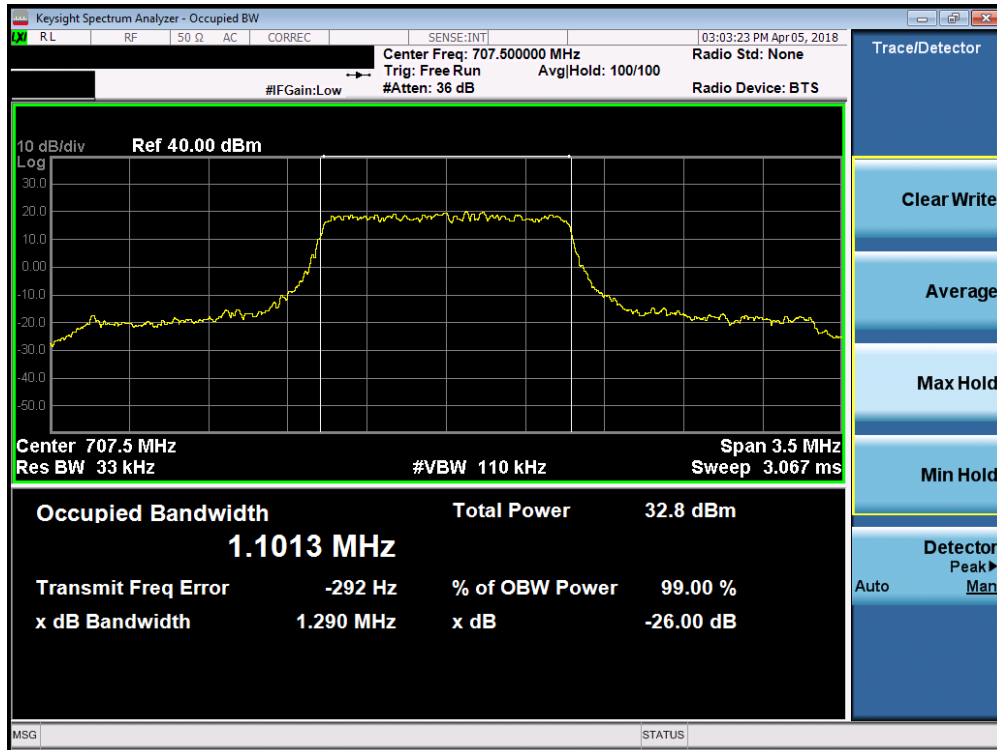 Keysight Spectrum Analyzer - Occupied BW
LXI RL RF 50 Ω AC CORREC SENSE:INT 03:03:23 PM Apr 05, 2018
Center Freq: 707.500000 MHz Radio Std: None
Trig: Free Run Avg|Hold: 100/100
#IFGain:Low #Atten: 36 dB Radio Device: BTS
10 dB/div Ref 40.00 dBm
Log
30.0
20.0
10.0
0.00
-10.0
-20.0
-30.0
-40.0
-50.0
Center 707.5 MHz Span 3.5 MHz
Res BW 33 kHz #VBW 110 kHz Sweep 3.067 ms
Occupied Bandwidth Total Power 32.8 dBm
1.1013 MHz
Transmit Freq Error -292 Hz % of OBW Power 99.00 %
x dB Bandwidth 1.290 MHz x dB -26.00 dB
MSG STATUS
Trace/Detector
Clear Write
Average
Max Hold
Min Hold
Detector
Peak▶
Auto Man